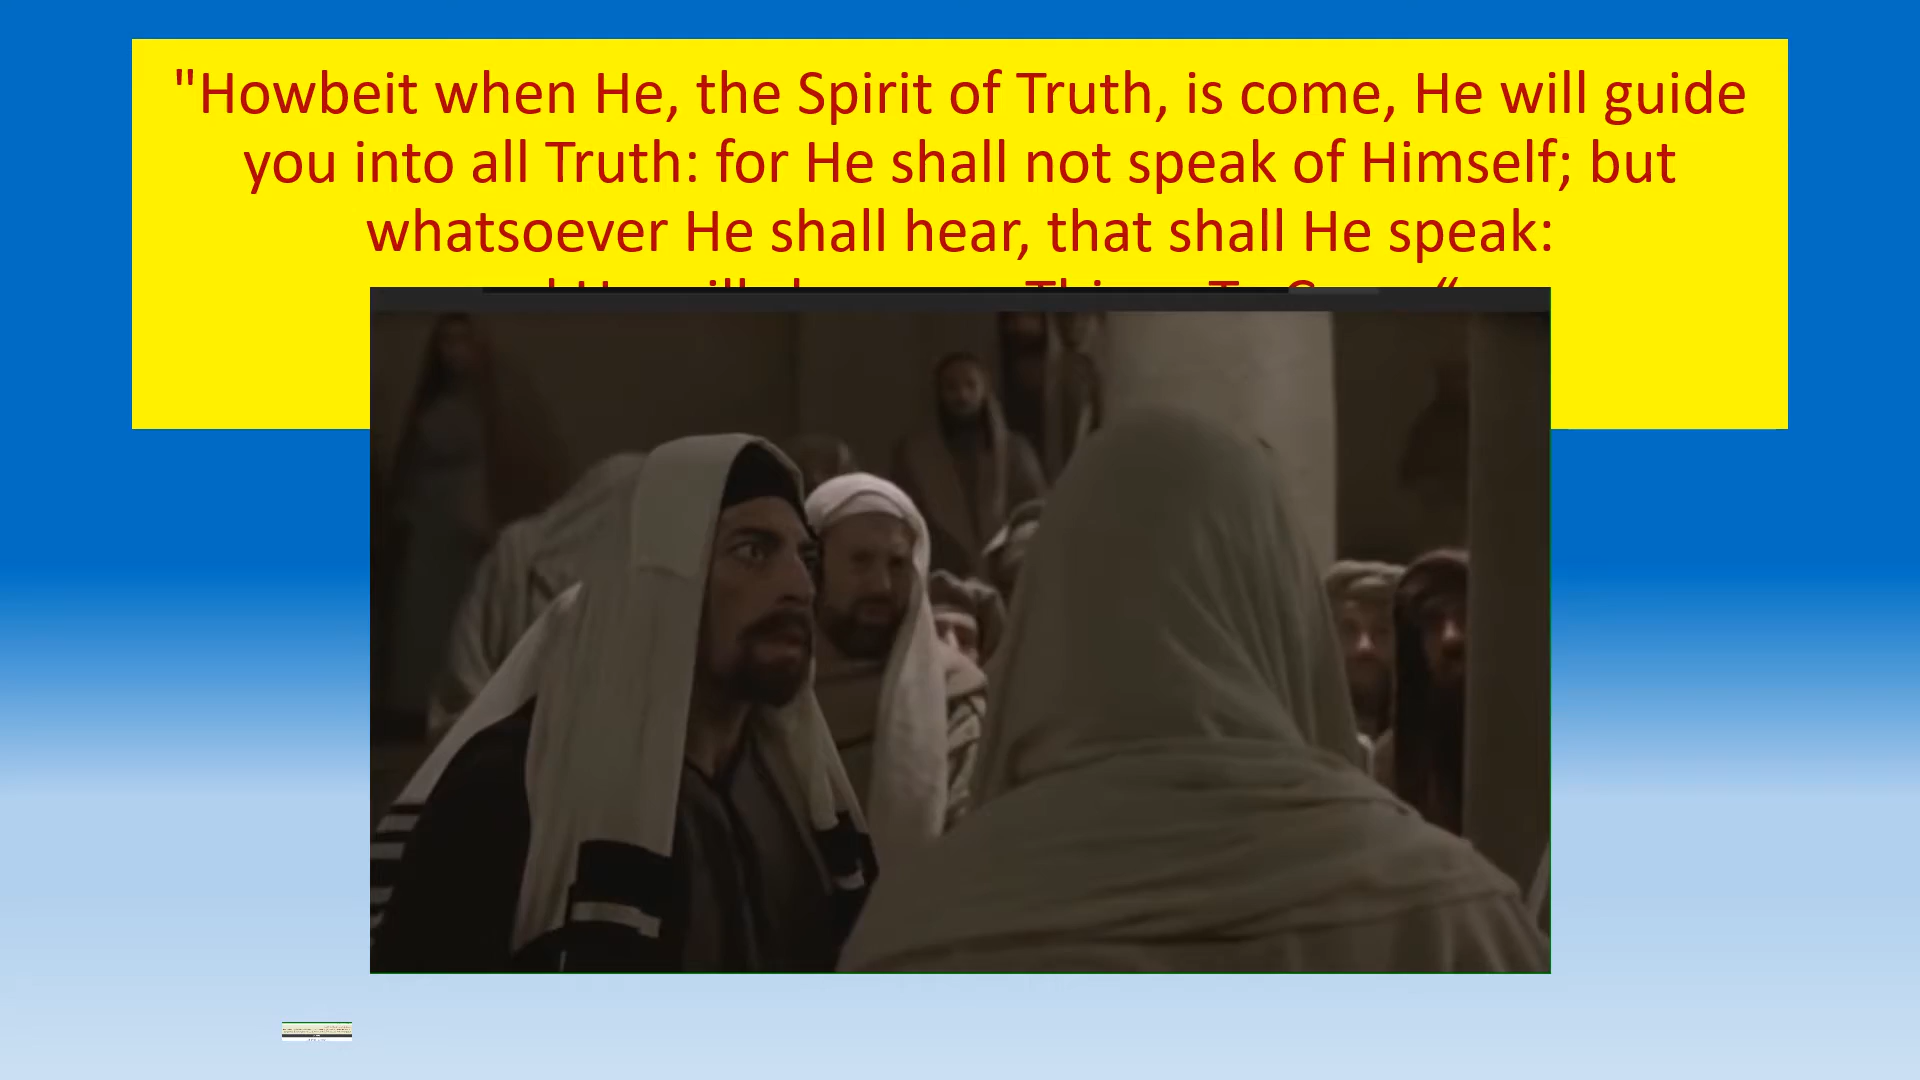 "Howbeit when He, the Spirit of Truth, is come, He will guide
you into all Truth: for He shall not speak of Himself; but
whatsoever He shall hear, that shall He speak: